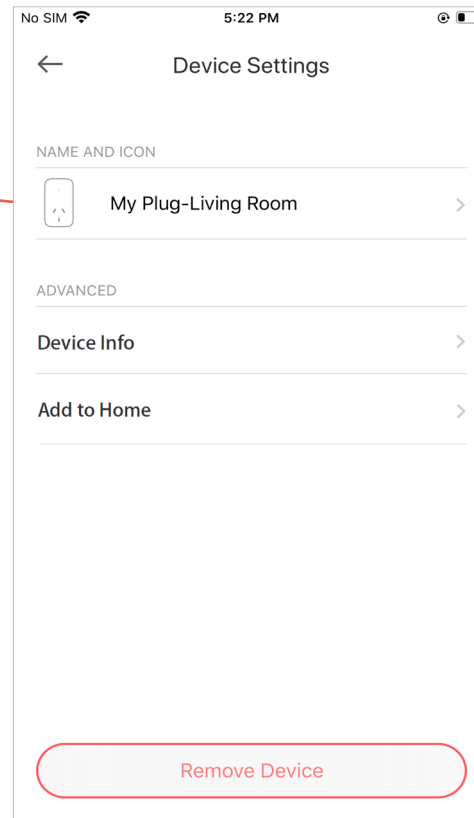 No SIM 5:22 PM
Device Settings
NAME AND ICON
My Plug-Living Room
ADVANCED
Device Info
Add to Home
Remove Device